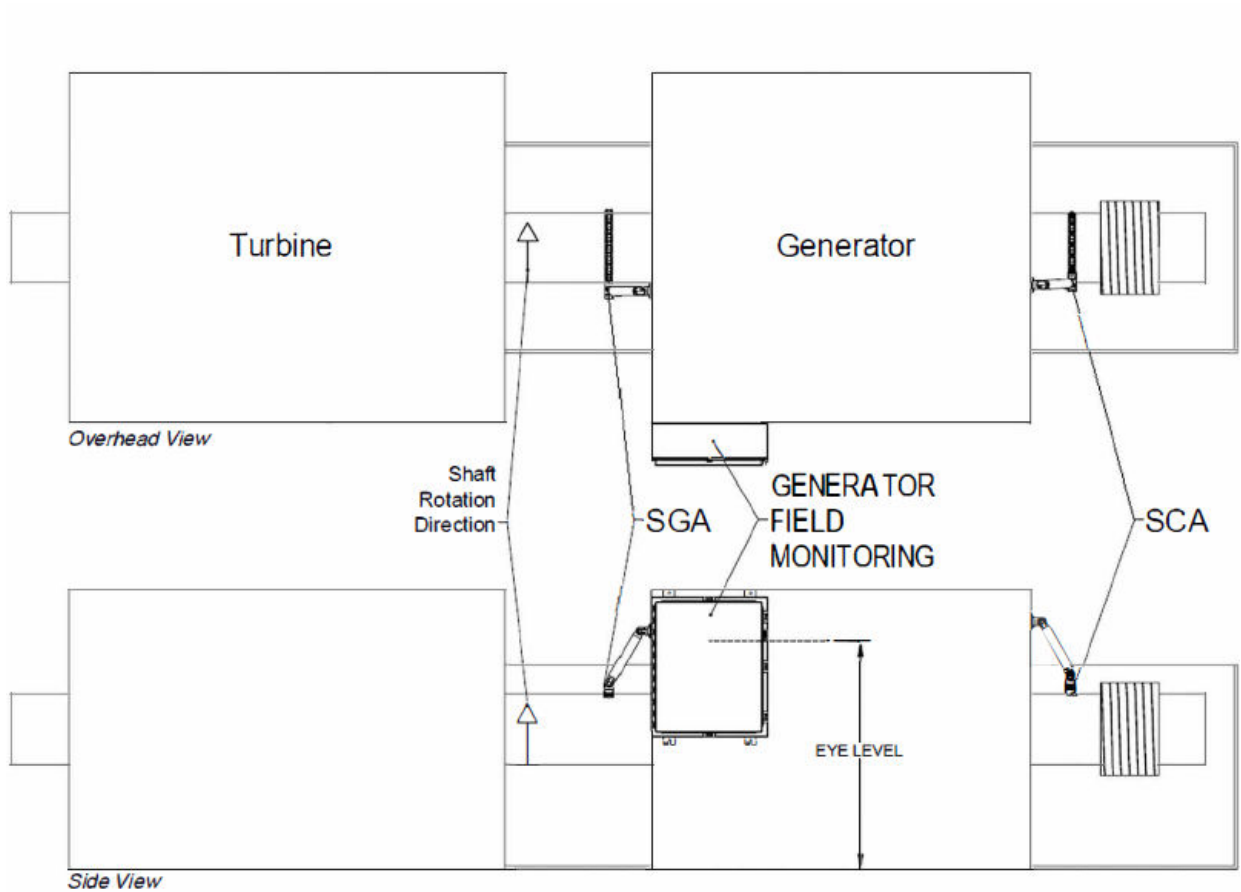 Turbine
Generator
Overhead View
Shaft
Rotation
Direction
SGA
GENERATOR
FIELD
MONITORING
SCA
EYE LEVEL
Side View